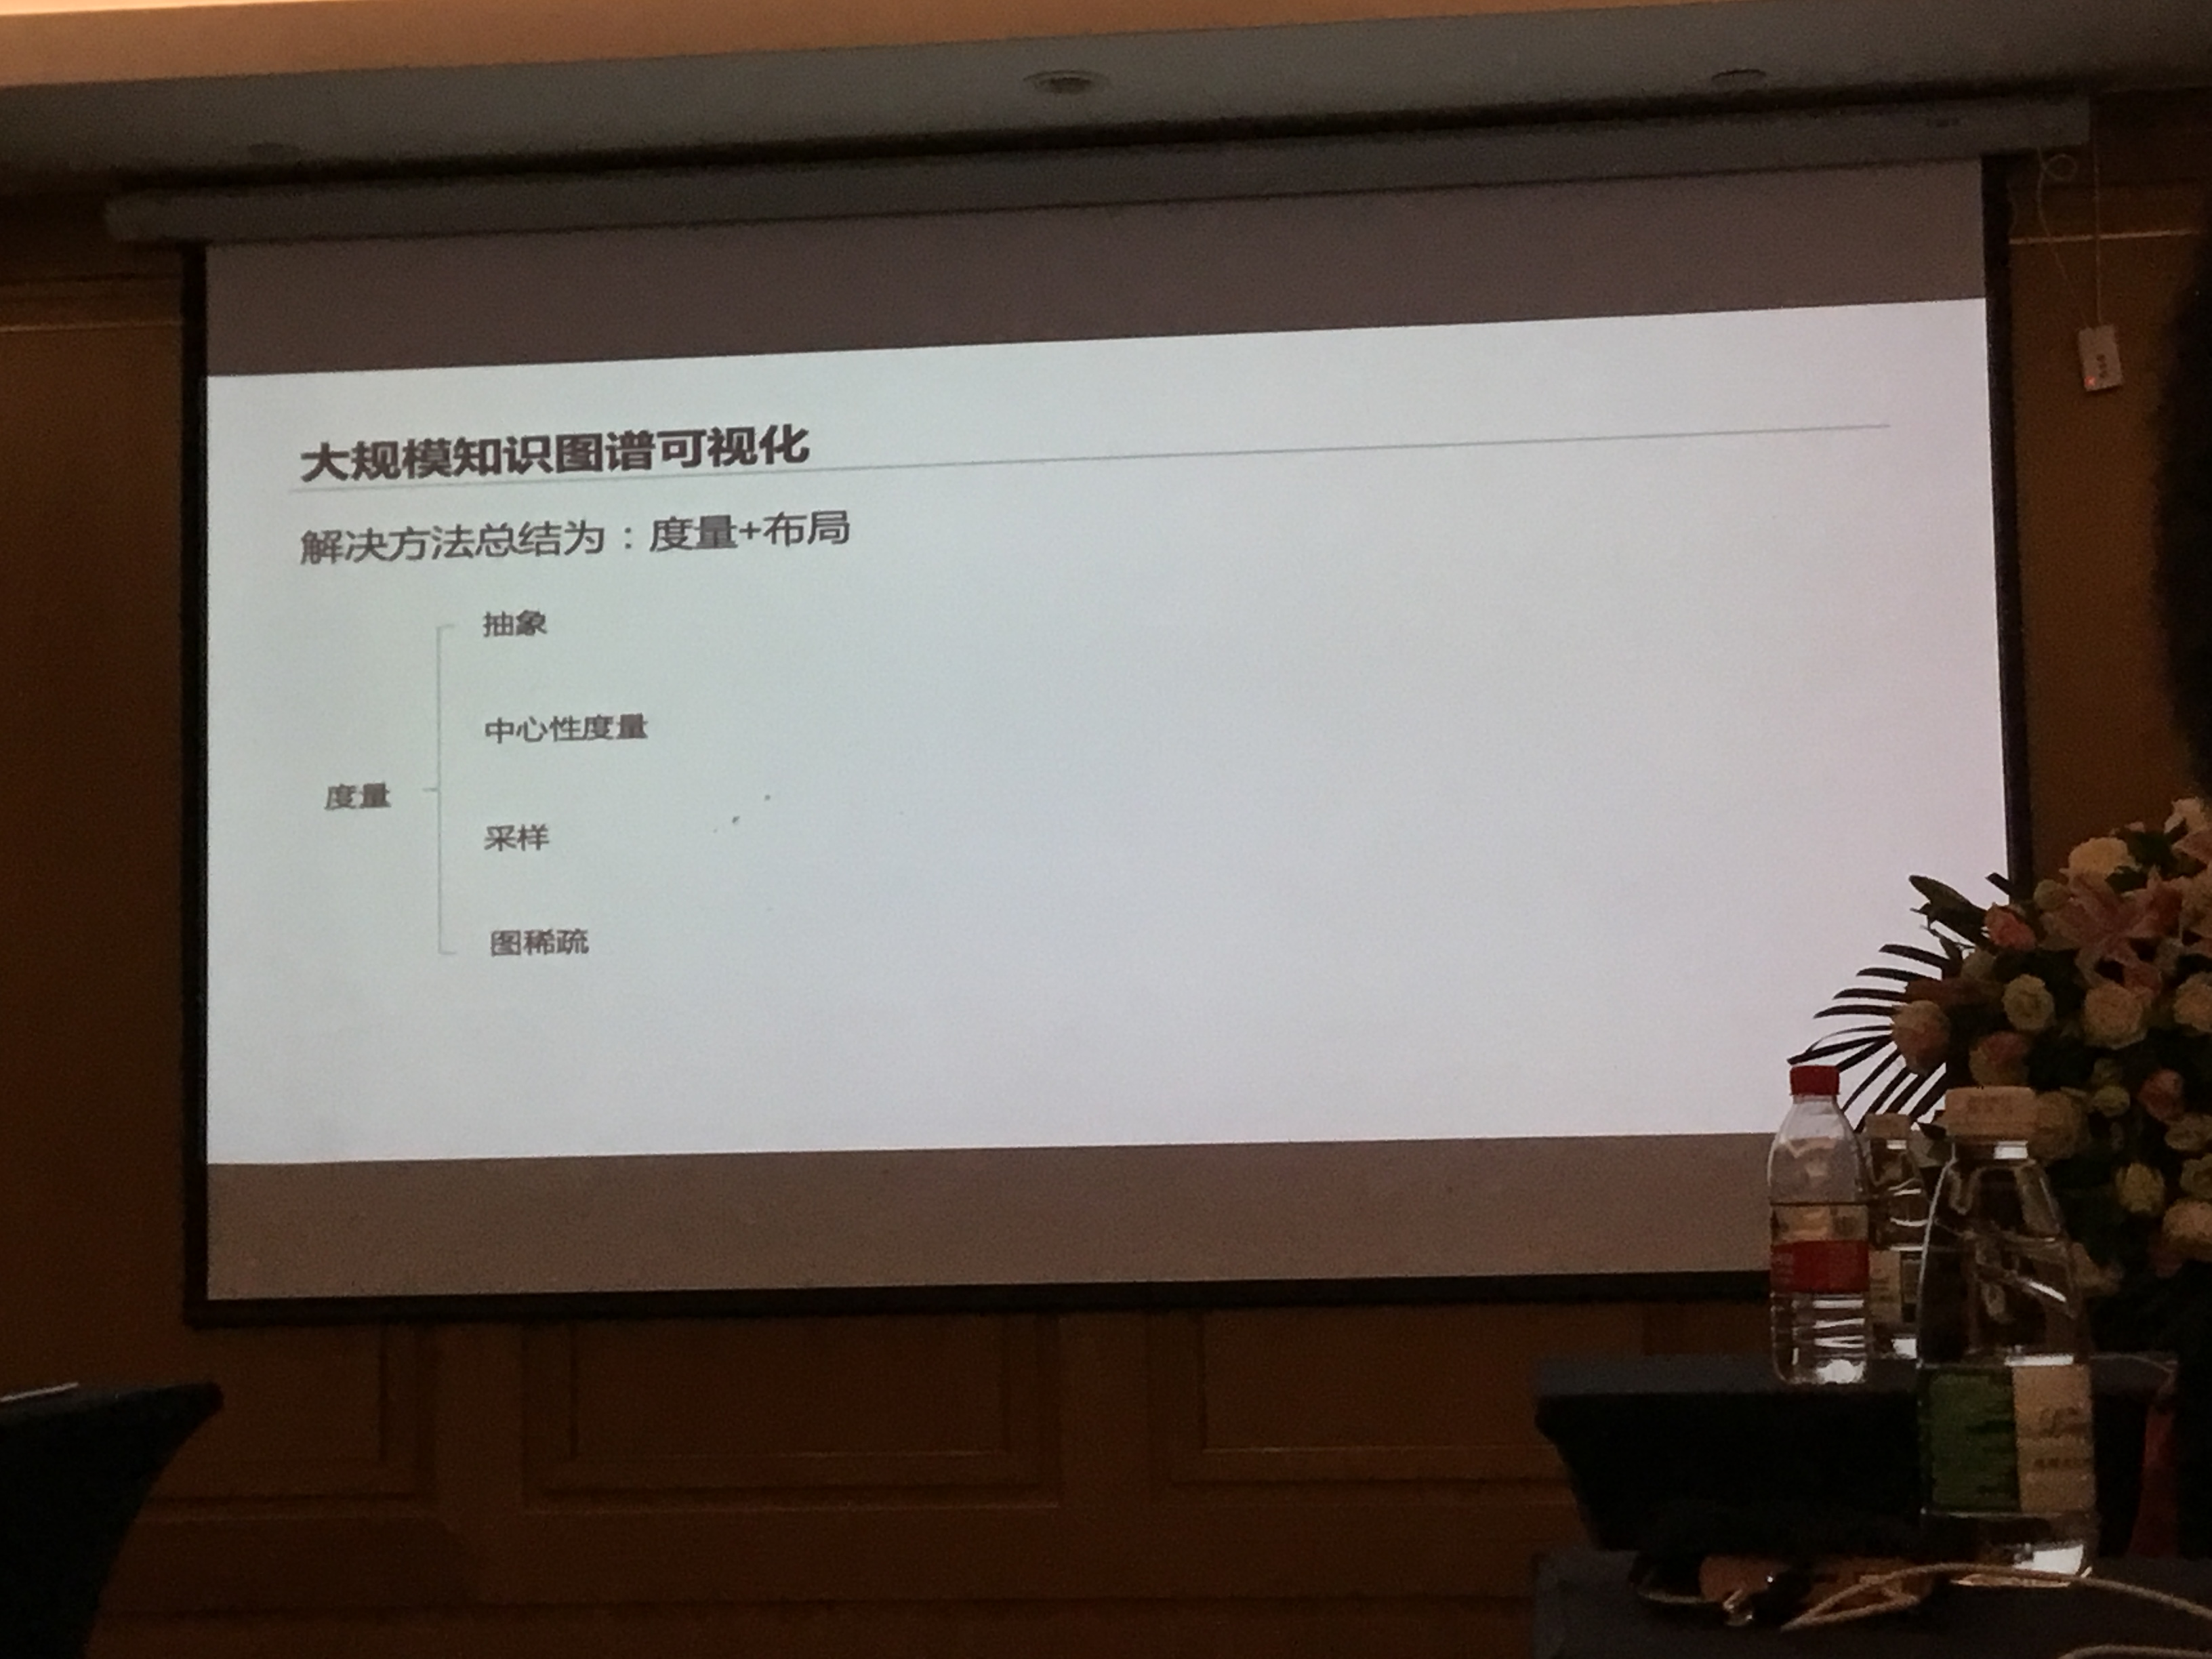 大规模知识图谱可视化
解决方法总结为：度量+布局
抽象
中心性度量
度量
采样
图稀疏